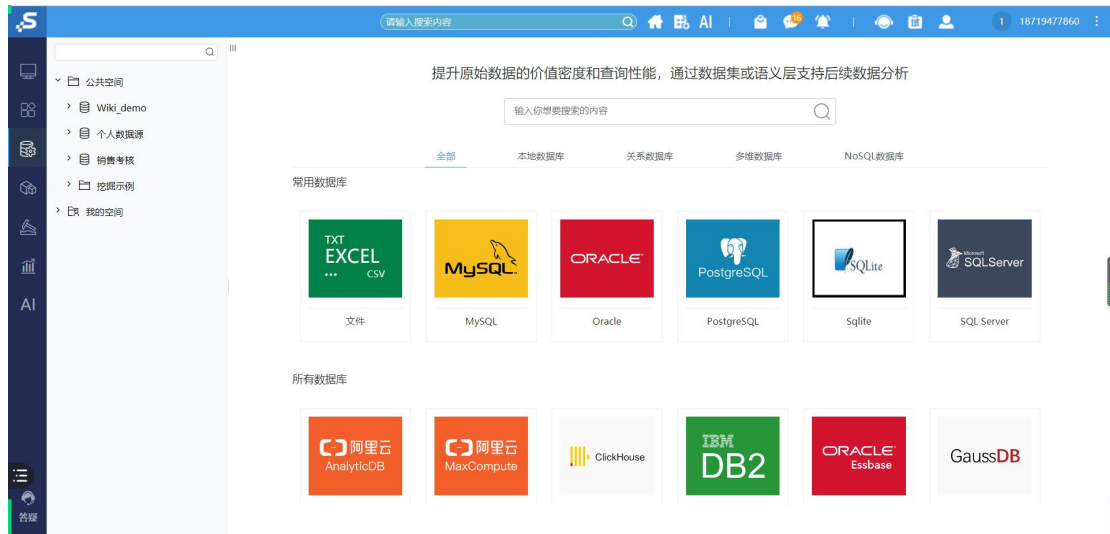 请输入搜索内容
AI
16
试
1 18719477860
公共空间
Wiki_demo
个人数据源
销售考核
挖掘示例
我的空间
AI
答疑
提升原始数据的价值密度和查询性能，通过数据集或语义层支持后续数据分析
输入你想要搜索的内容
全部 本地数据库 关系数据库 多维数据库 NoSQL数据库
常用数据库
TXT
EXCEL
... CSV
文件
MySQL.
MySQL
ORACLE
Oracle
PostgreSQL
PostgreSQL
SQLite
Sqlite
Microsoft
SQLServer
SQL Server
所有数据库
阿里云
AnalyticDB
阿里云
MaxCompute
ClickHouse
IBM
DB2
ORACLE
Essbase
GaussDB